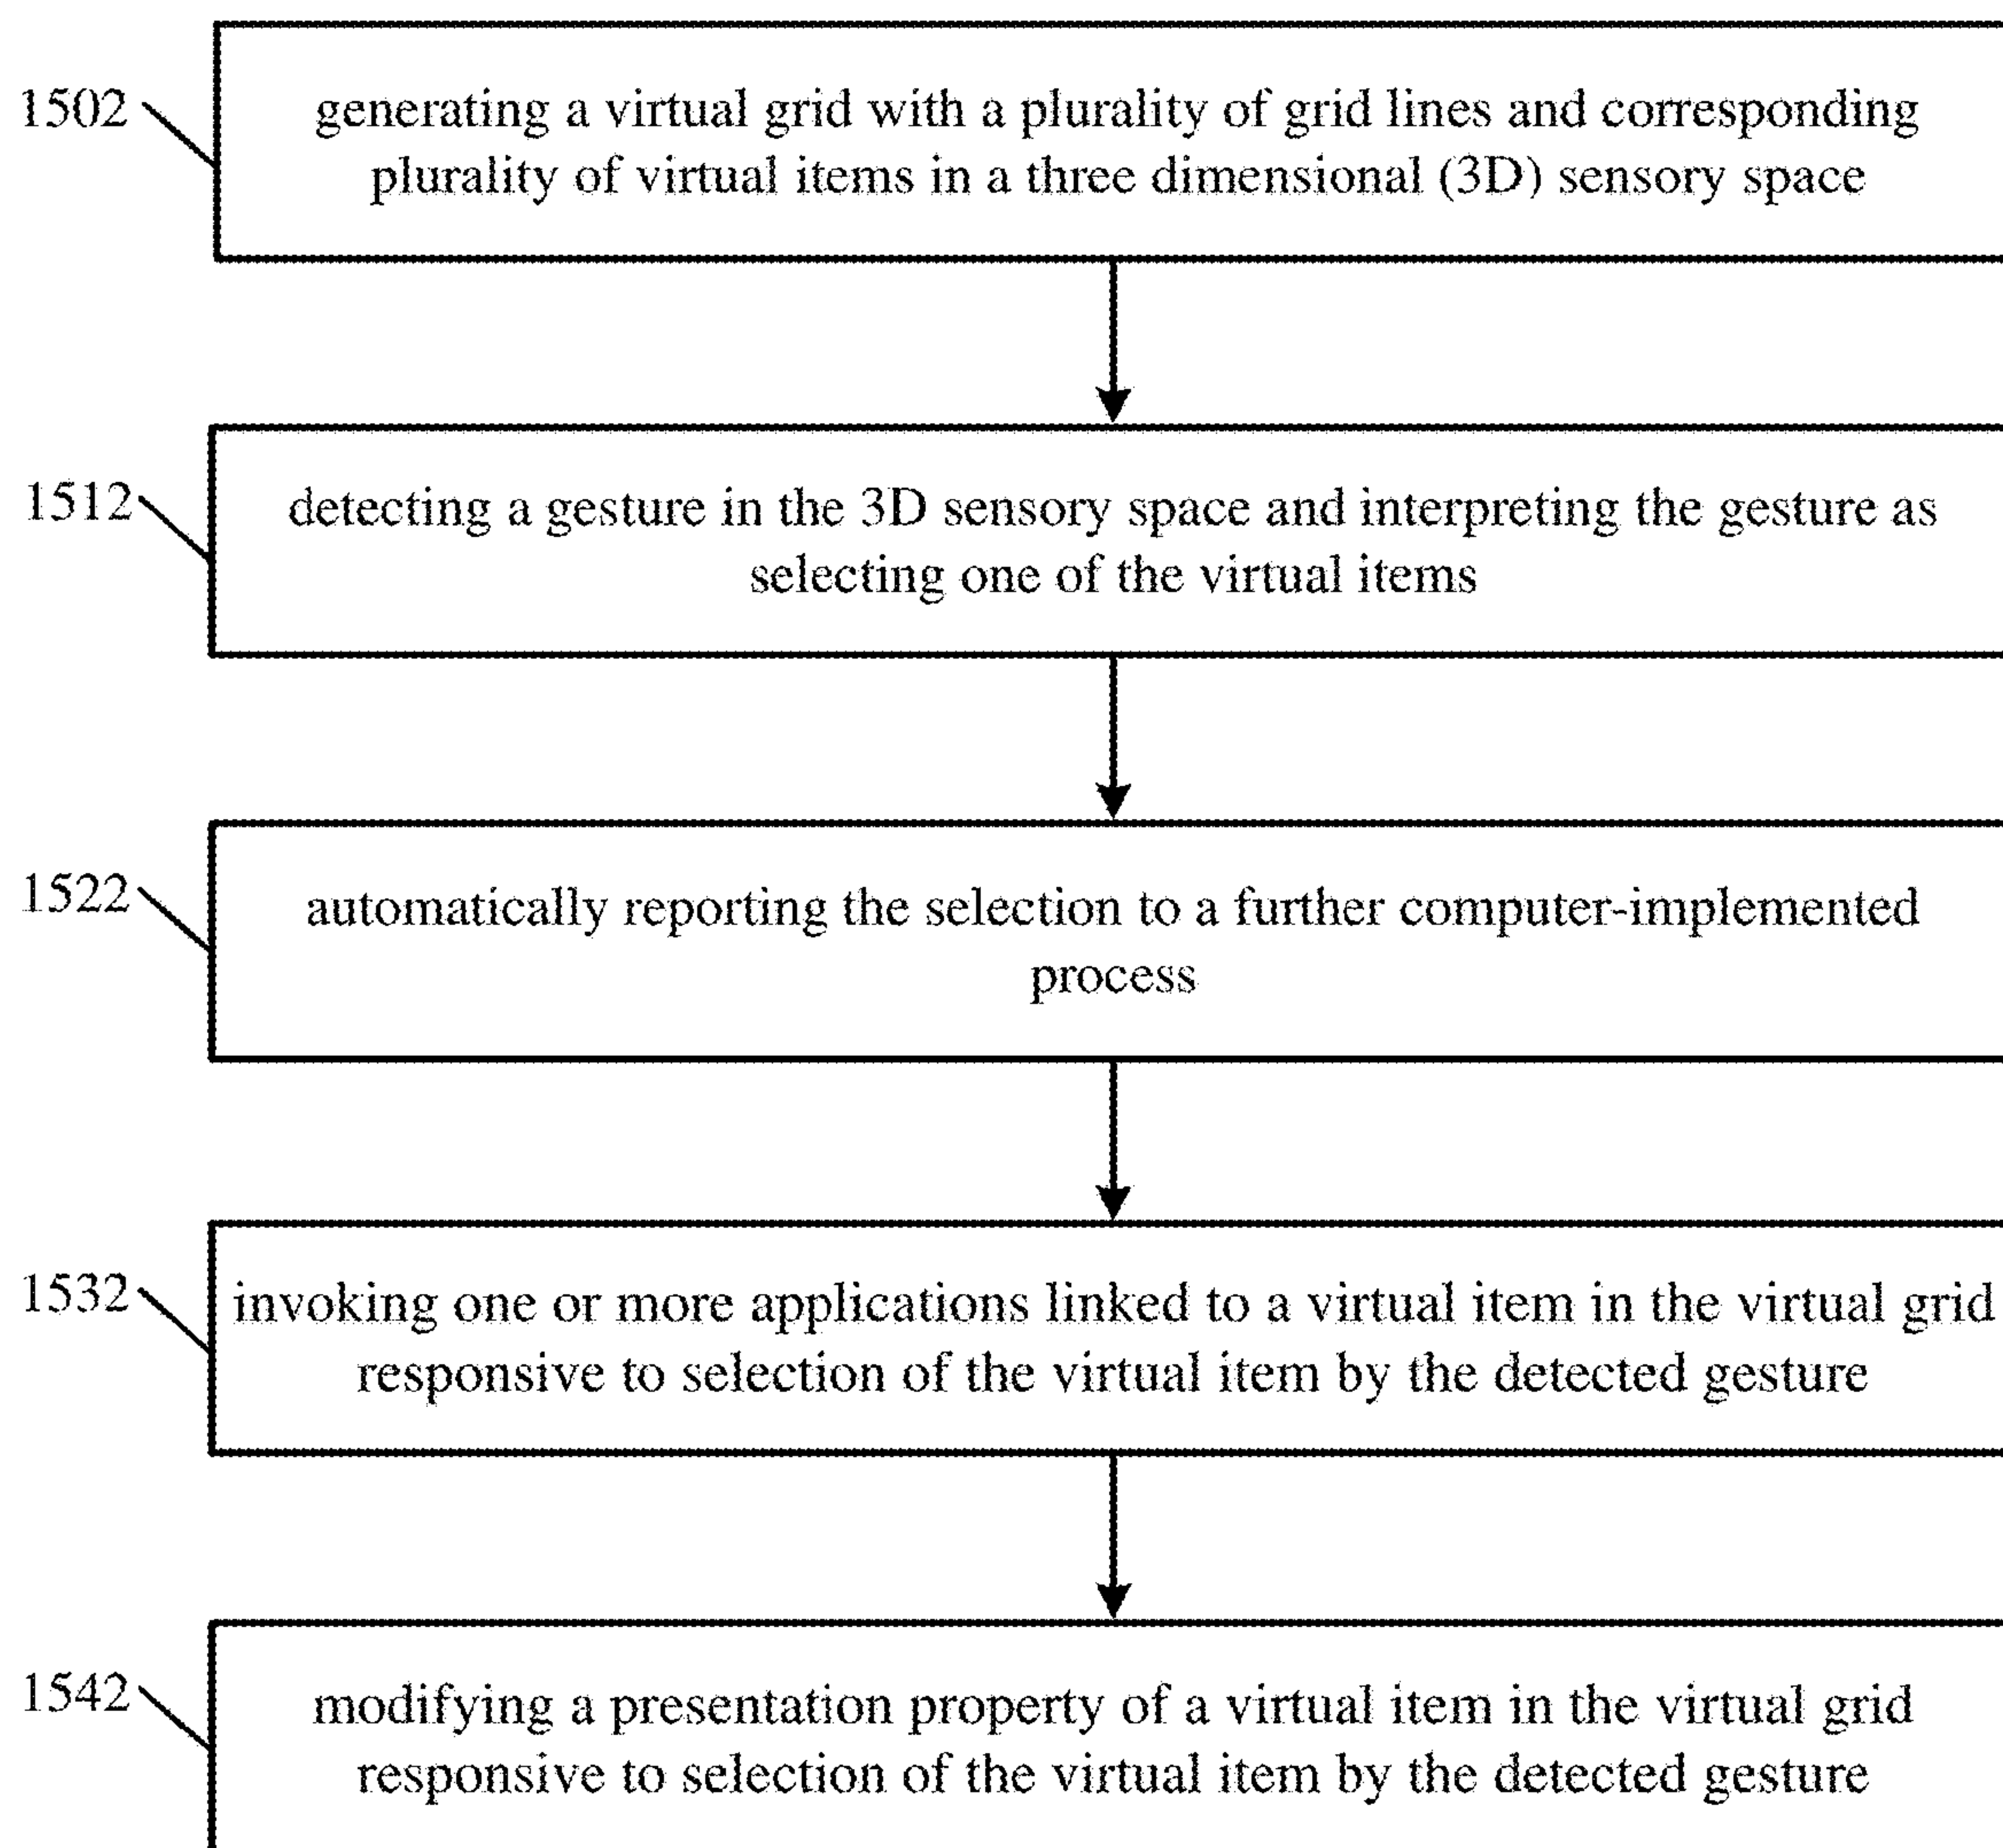 1502
generating a virtual grid with a plurality of grid lines and corresponding
plurality of virtual items in a three dimensional (3D) sensory space
1512
detecting a gesture in the 3D sensory space and interpreting the gesture as
selecting one of the virtual items
1522
automatically reporting the selection to a further computer-implemented
process
1532
invoking one or more applications linked to a virtual item in the virtual grid
responsive to selection of the virtual item by the detected gesture
1542
modifying a presentation property of a virtual item in the virtual grid
responsive to selection of the virtual item by the detected gesture